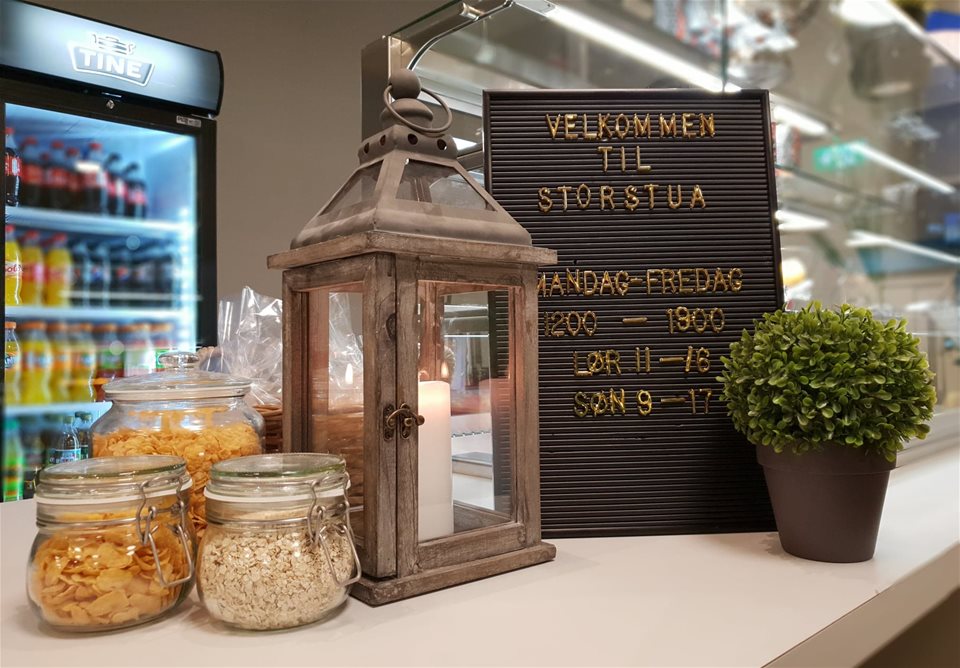 TINE
VELKOMMEN
TIL
STORSTUA
MANDAG-FREDAG
1200 - 1900
LØR 11 - 16
SØN 9 - 17